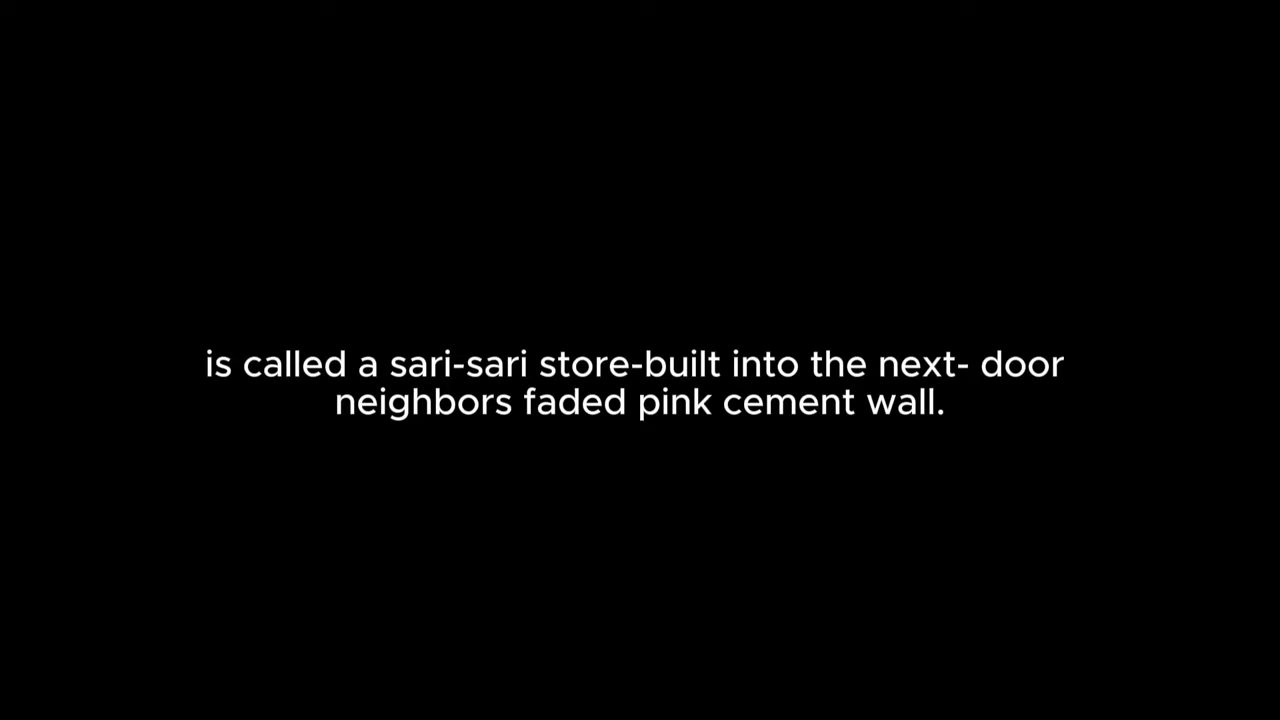 is called a sari-sari store-built into the next- door
neighbors faded pink cement wall.